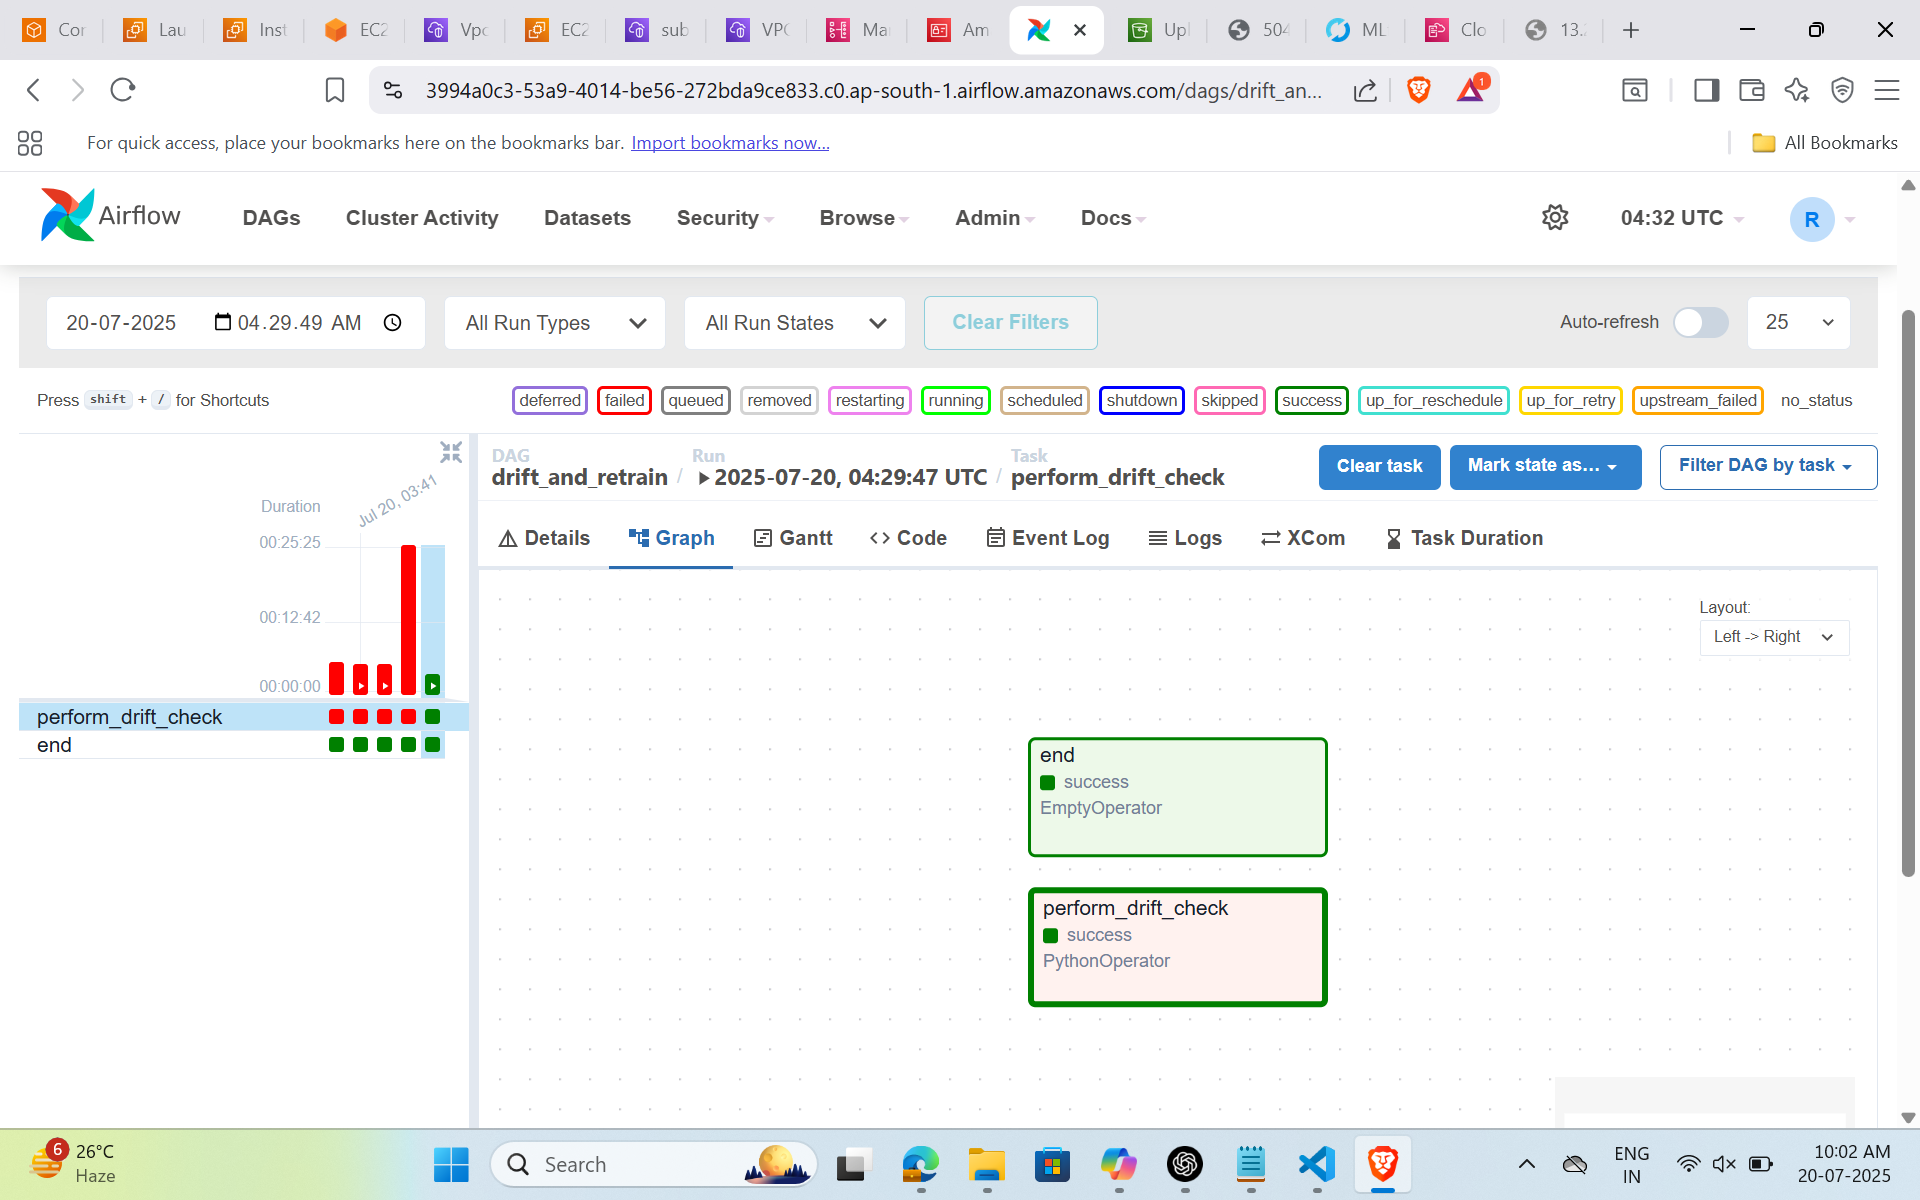 Cor
Lau
Inst
EC2
Vpc
EC2
sub
VPC
Ma
Am
Upl
504
ML
Clo
13.
3994a0c3-53a9-4014-be56-272bda9ce833.c0.ap-south-1.airflow.amazonaws.com/dags/drift_an...
1
For quick access, place your bookmarks here on the bookmarks bar. Import bookmarks now...
All Bookmarks
Airflow
DAGs
Cluster Activity
Datasets
Security
Browse
Admin
Docs
04:32 UTC
R
20-07-2025 04.29.49 AM
All Run Types
All Run States
Clear Filters
Auto-refresh
25
Press shift + / for Shortcuts
deferred
failed
queued
removed
restarting
running
scheduled
shutdown
skipped
success
up_for_reschedule
up_for_retry
upstream_failed
no_status
Duration
Jul 20, 03:41
00:25:25
00:12:42
00:00:00
perform_drift_check
end
DAG
drift_and_retrain /
Run
2025-07-20, 04:29:47 UTC /
Task
perform_drift_check
Clear task
Mark state as...
Filter DAG by task
Details
Graph
Gantt
Code
Event Log
Logs
XCom
Task Duration
Layout:
Left -> Right
end
success
EmptyOperator
perform_drift_check
success
PythonOperator
6
26°C
Haze
Search
ENG
IN
10:02 AM
20-07-2025